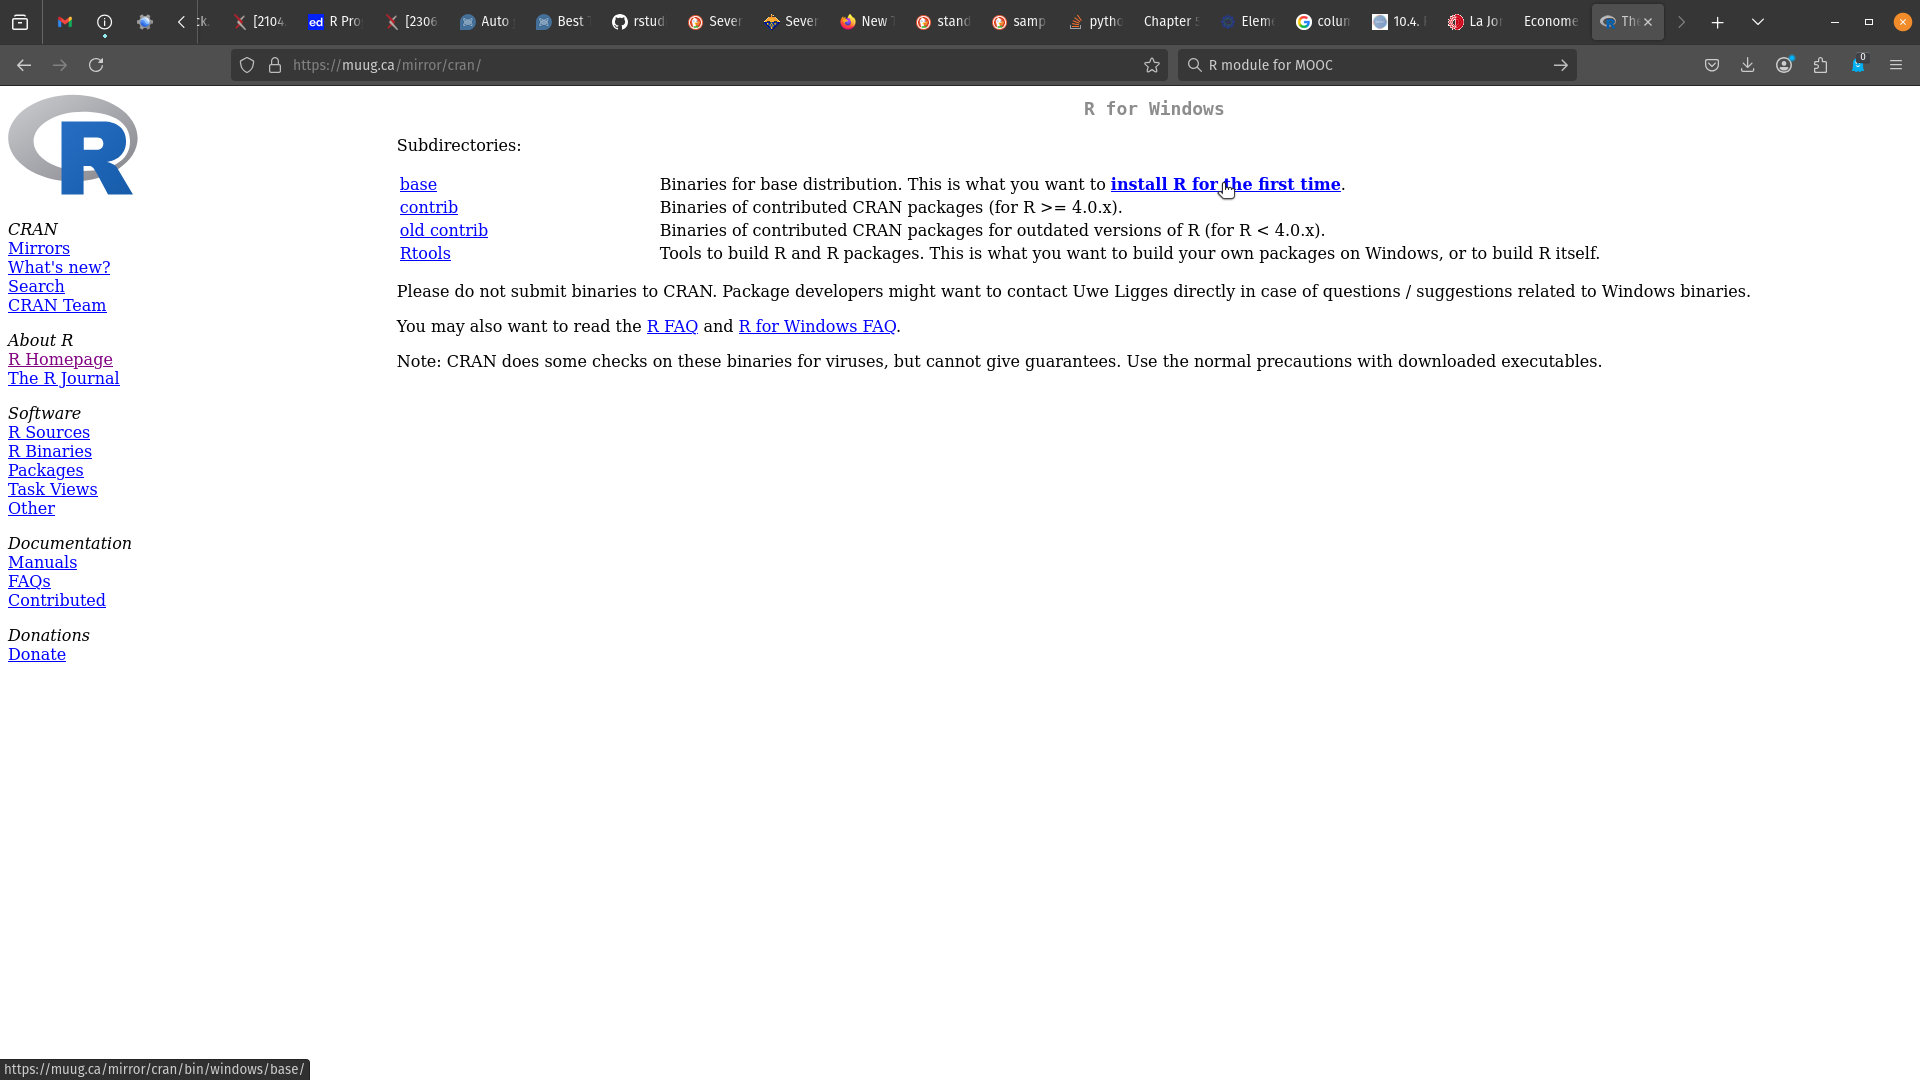 ck
[2104.
ed R Pro
[2306
Auto
Best
rstud
Sever
Seve
New
stand
samp
pytho
Chapter
Elem
colun
10.4.
La Jo
Econome
The
https://muug.ca/mirror/cran/
R module for MOOC
0
R for Windows
Subdirectories:
base Binaries for base distribution. This is what you want to install R for the first time.
contrib Binaries of contributed CRAN packages (for R >= 4.0.x).
old contrib Binaries of contributed CRAN packages for outdated versions of R (for R < 4.0.x).
Rtools Tools to build R and R packages. This is what you want to build your own packages on Windows, or to build R itself.
Please do not submit binaries to CRAN. Package developers might want to contact Uwe Ligges directly in case of questions / suggestions related to Windows binaries.
You may also want to read the R FAQ and R for Windows FAQ.
Note: CRAN does some checks on these binaries for viruses, but cannot give guarantees. Use the normal precautions with downloaded executables.
R
CRAN
Mirrors
What's new?
Search
CRAN Team
About R
R Homepage
The R Journal
Software
R Sources
R Binaries
Packages
Task Views
Other
Documentation
Manuals
FAQs
Contributed
Donations
Donate
https://muug.ca/mirror/cran/bin/windows/base/